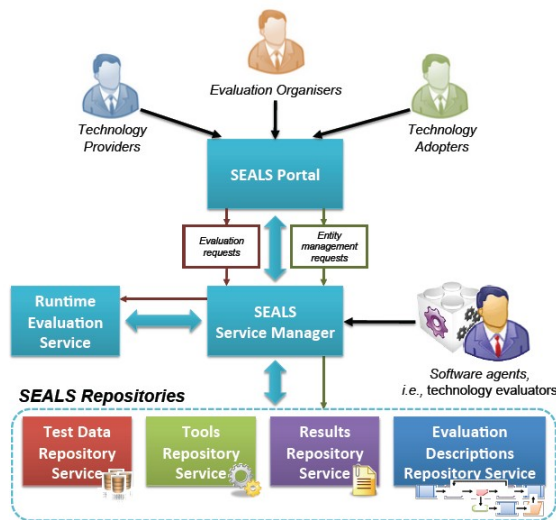 Evaluation Organisers
Technology
Providers
Technology
Adopters
SEALS Portal
Evaluation
requests
Entity
management
requests
Runtime
Evaluation
Service
SEALS
Service Manager
Software agents,
i.e., technology evaluators
SEALS Repositories
Test Data
Repository
Service
Tools
Repository
Service
Results
Repository
Service
Evaluation
Descriptions
Repository Service